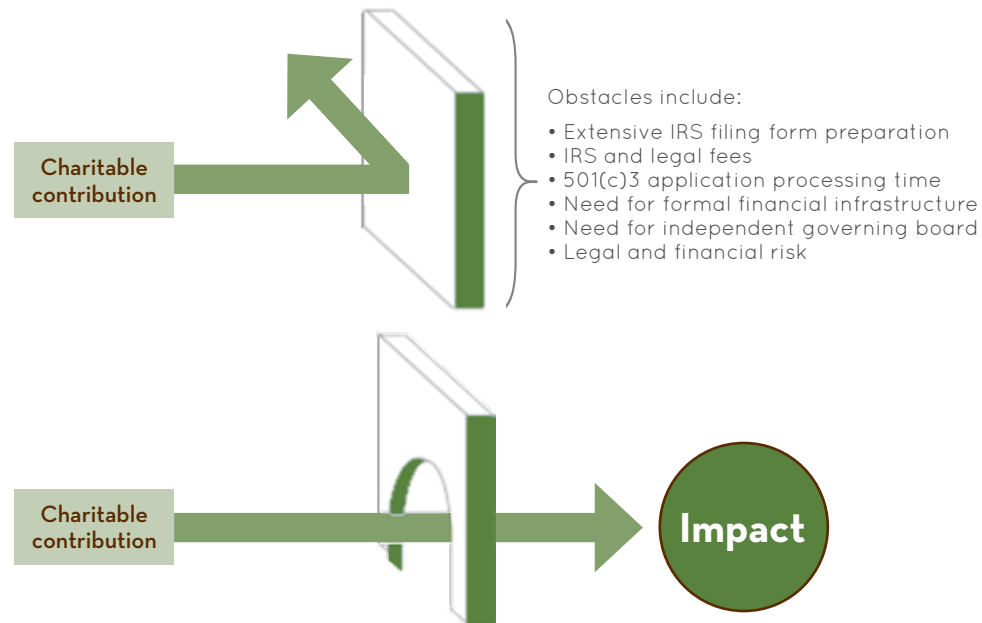 Charitable
contribution
Obstacles include:
• Extensive IRS filing form preparation
• IRS and legal fees
• 501(c)3 application processing time
• Need for formal financial infrastructure
• Need for independent governing board
• Legal and financial risk
Charitable
contribution
Impact